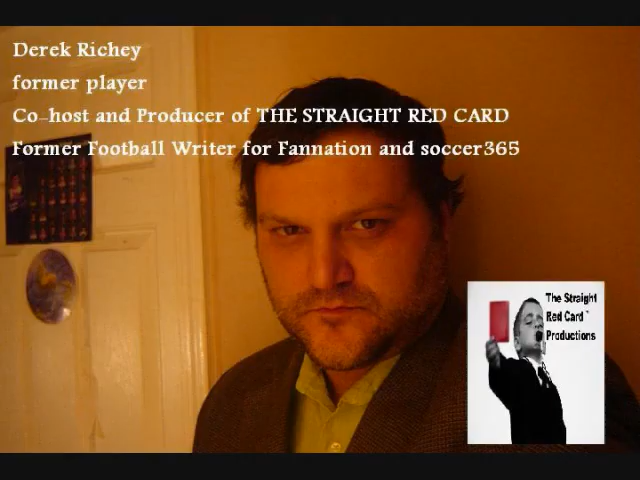 Derek Richey
former player
Co-host and Producer of THE STRAIGHT RED CARD
Former Football Writer for Fannation and soccer365
The Straight
Red Card
Productions